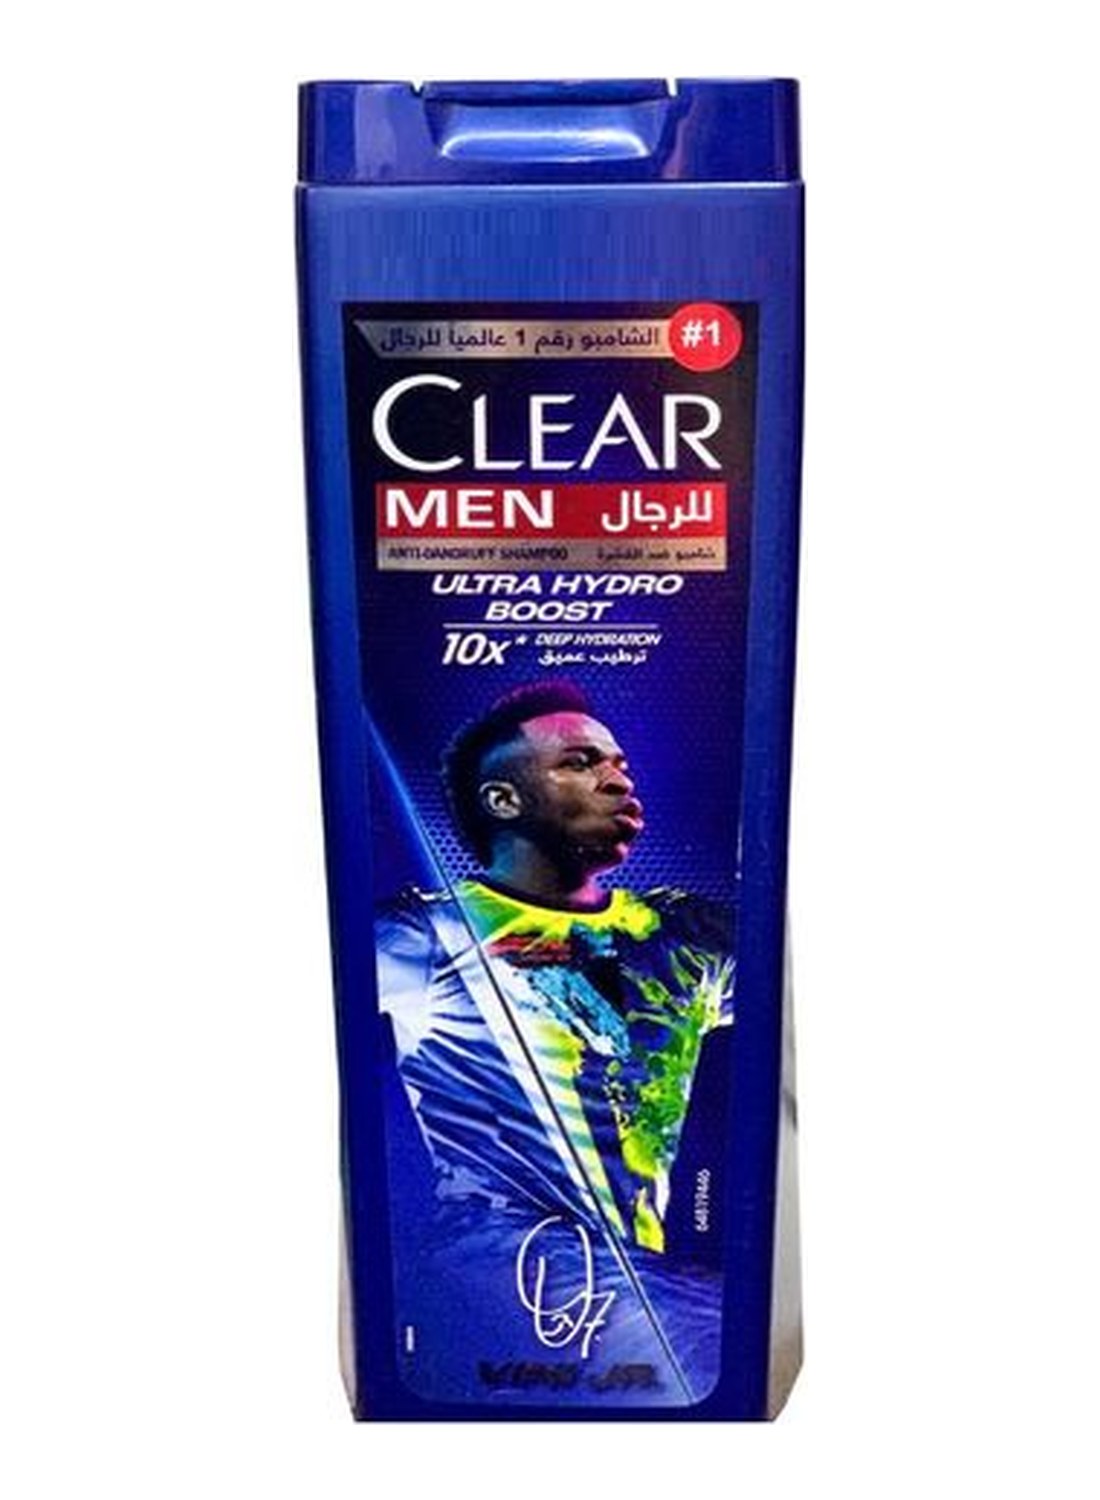 الشامبو رقم 1 عالمياً للرجال #1
CLEAR
MEN للرجال
ANTI-DANDRUFF SHAMPOO شامبو ضد القشرة
ULTRA HYDRO
BOOST
10x* DEEP HYDRATION
ترطيب عميق
64819446